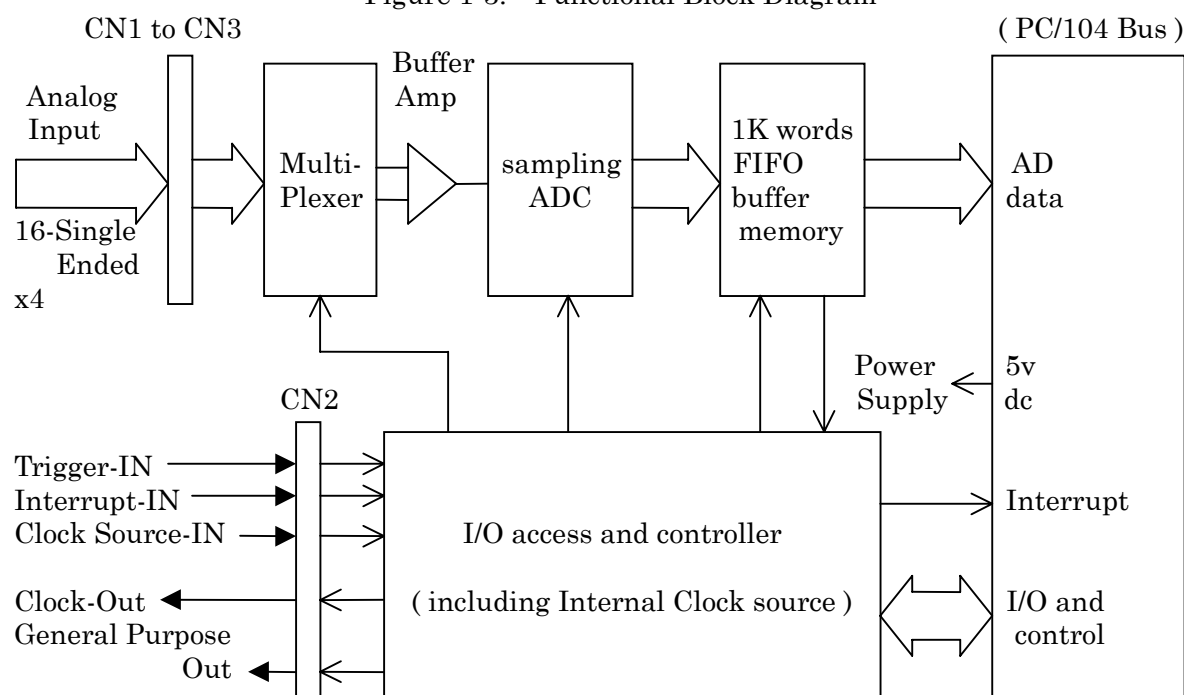 Figure 1-3. Functional Block Diagram
CN1 to CN3
( PC/104 Bus )
Analog
Input
16-Single
Ended
x4
Multi-
Plexer
Buffer
Amp
sampling
ADC
1K words
FIFO
buffer
memory
AD
data
Power
Supply
5v
dc
CN2
Trigger-IN
Interrupt-IN
Clock Source-IN
Clock-Out
General Purpose
Out
I/O access and controller
( including Internal Clock source )
Interrupt
I/O and
control